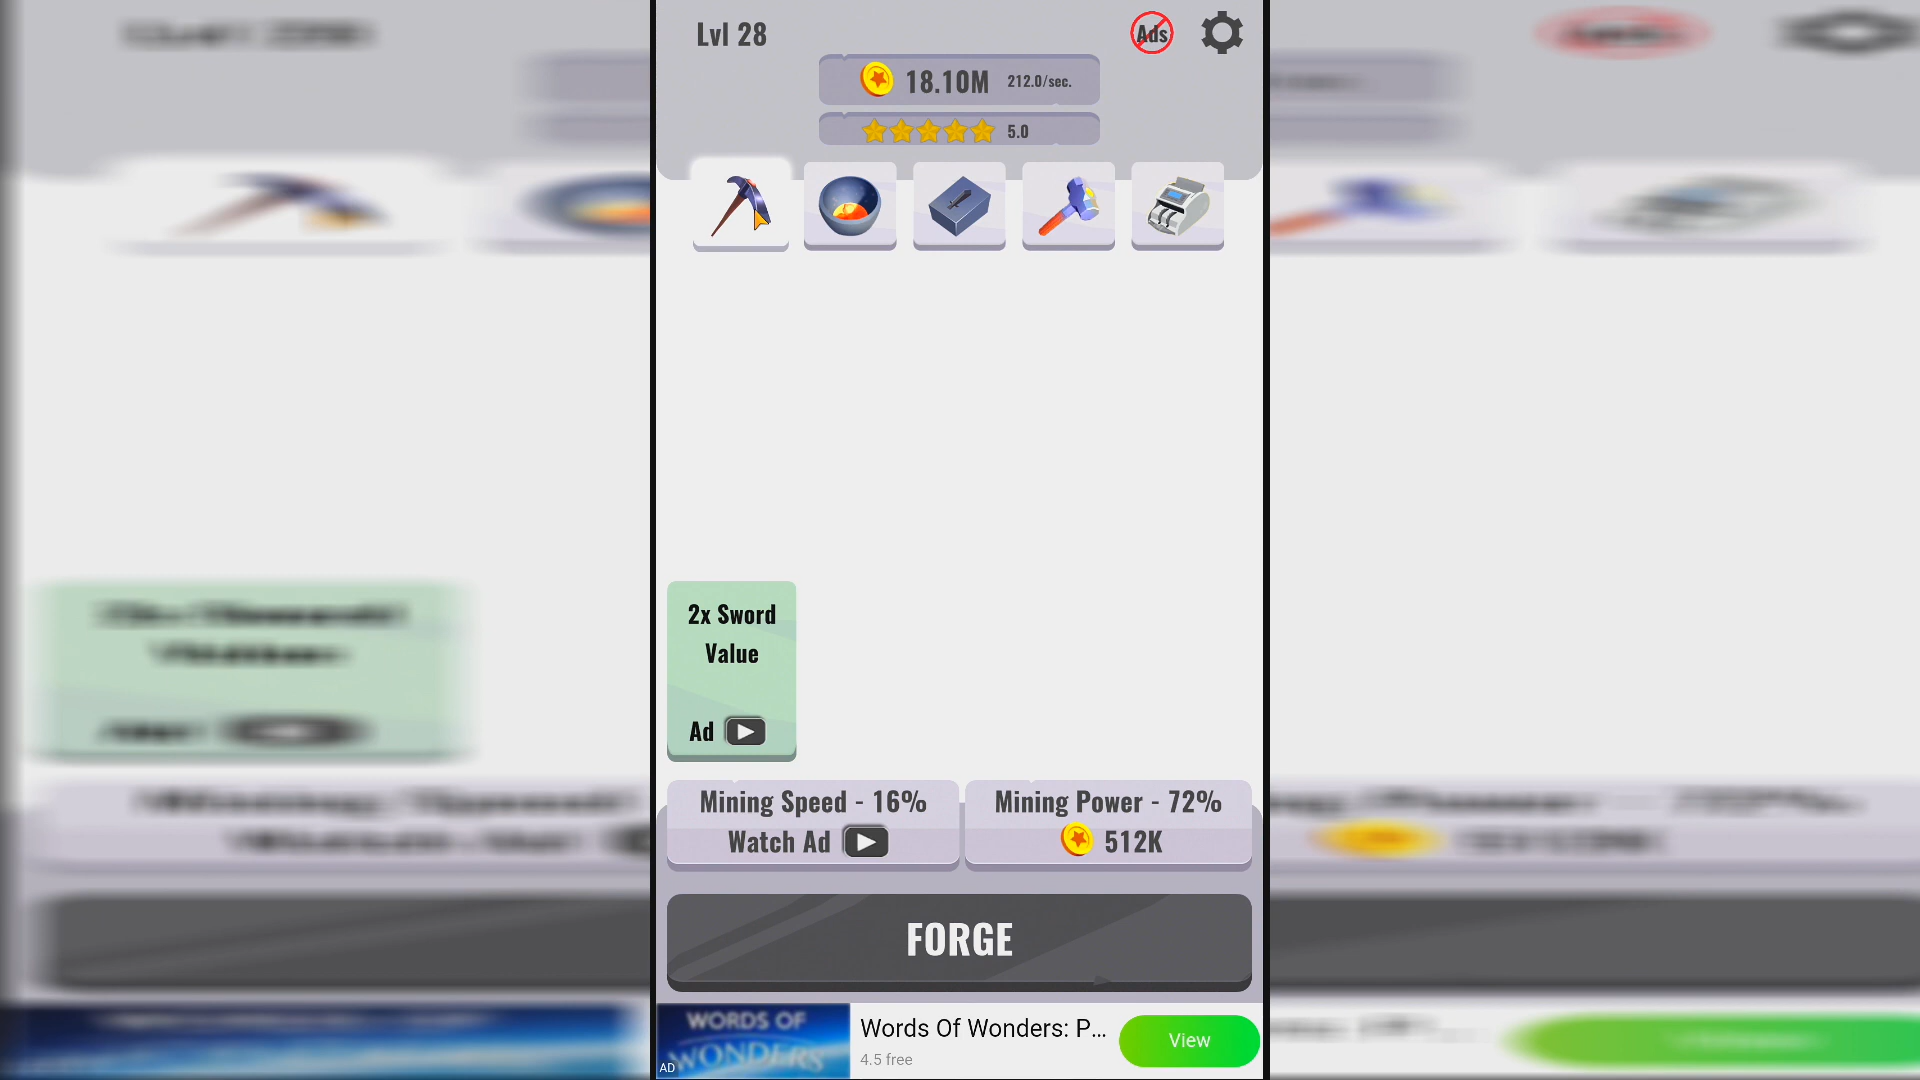 Lvl 28
Ads
18.10M 212.0/sec.
5.0
2x Sword
Value
Ad
Mining Speed - 16%
Watch Ad
Mining Power - 72%
512K
FORGE
WORDS OF
WONDERS
AD
Words Of Wonders: P...
4.5 free
View